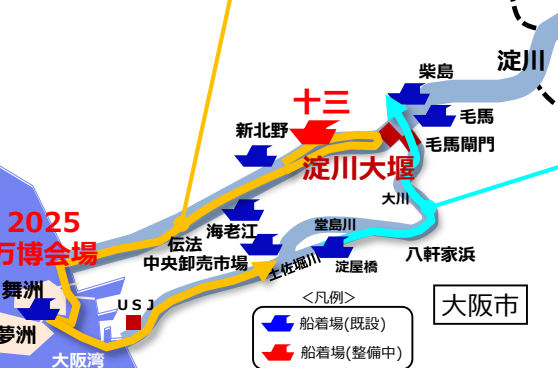 淀川
柴島
十三
毛馬
新北野
毛馬閘門
淀川大堰
大川
2025
万博会場
海老江
堂島川
伝法
中央卸売市場
土佐堀川
淀屋橋
八軒家浜
舞洲
USJ
夢洲
大阪湾
大阪市
<凡例>
船着場(既設)
船着場(整備中)